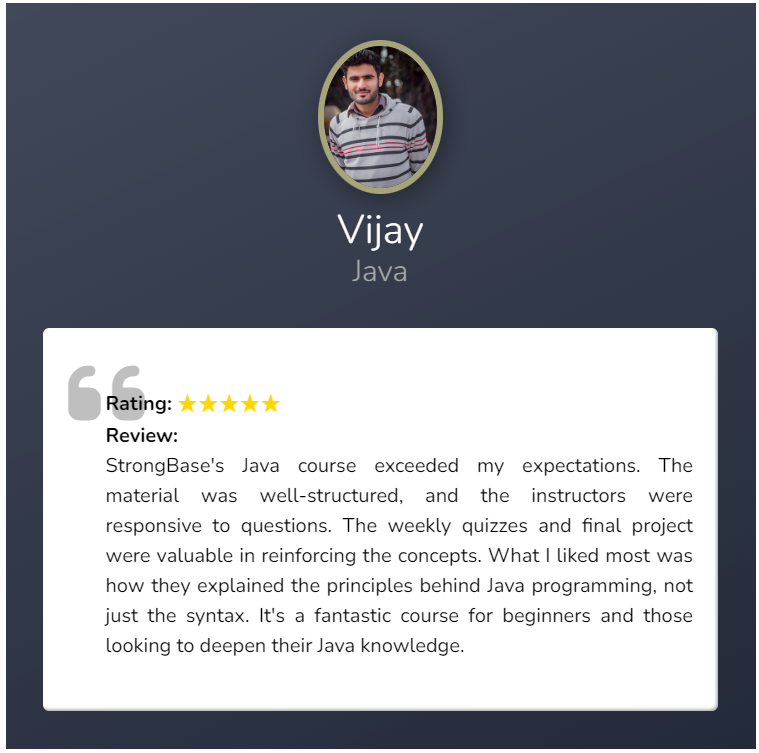 Vijay
Java
Rating: ★★★★★
Review:
StrongBase's Java course exceeded my expectations. The
material was well-structured, and the instructors were
responsive to questions. The weekly quizzes and final project
were valuable in reinforcing the concepts. What I liked most was
how they explained the principles behind Java programming, not
just the syntax. It's a fantastic course for beginners and those
looking to deepen their Java knowledge.